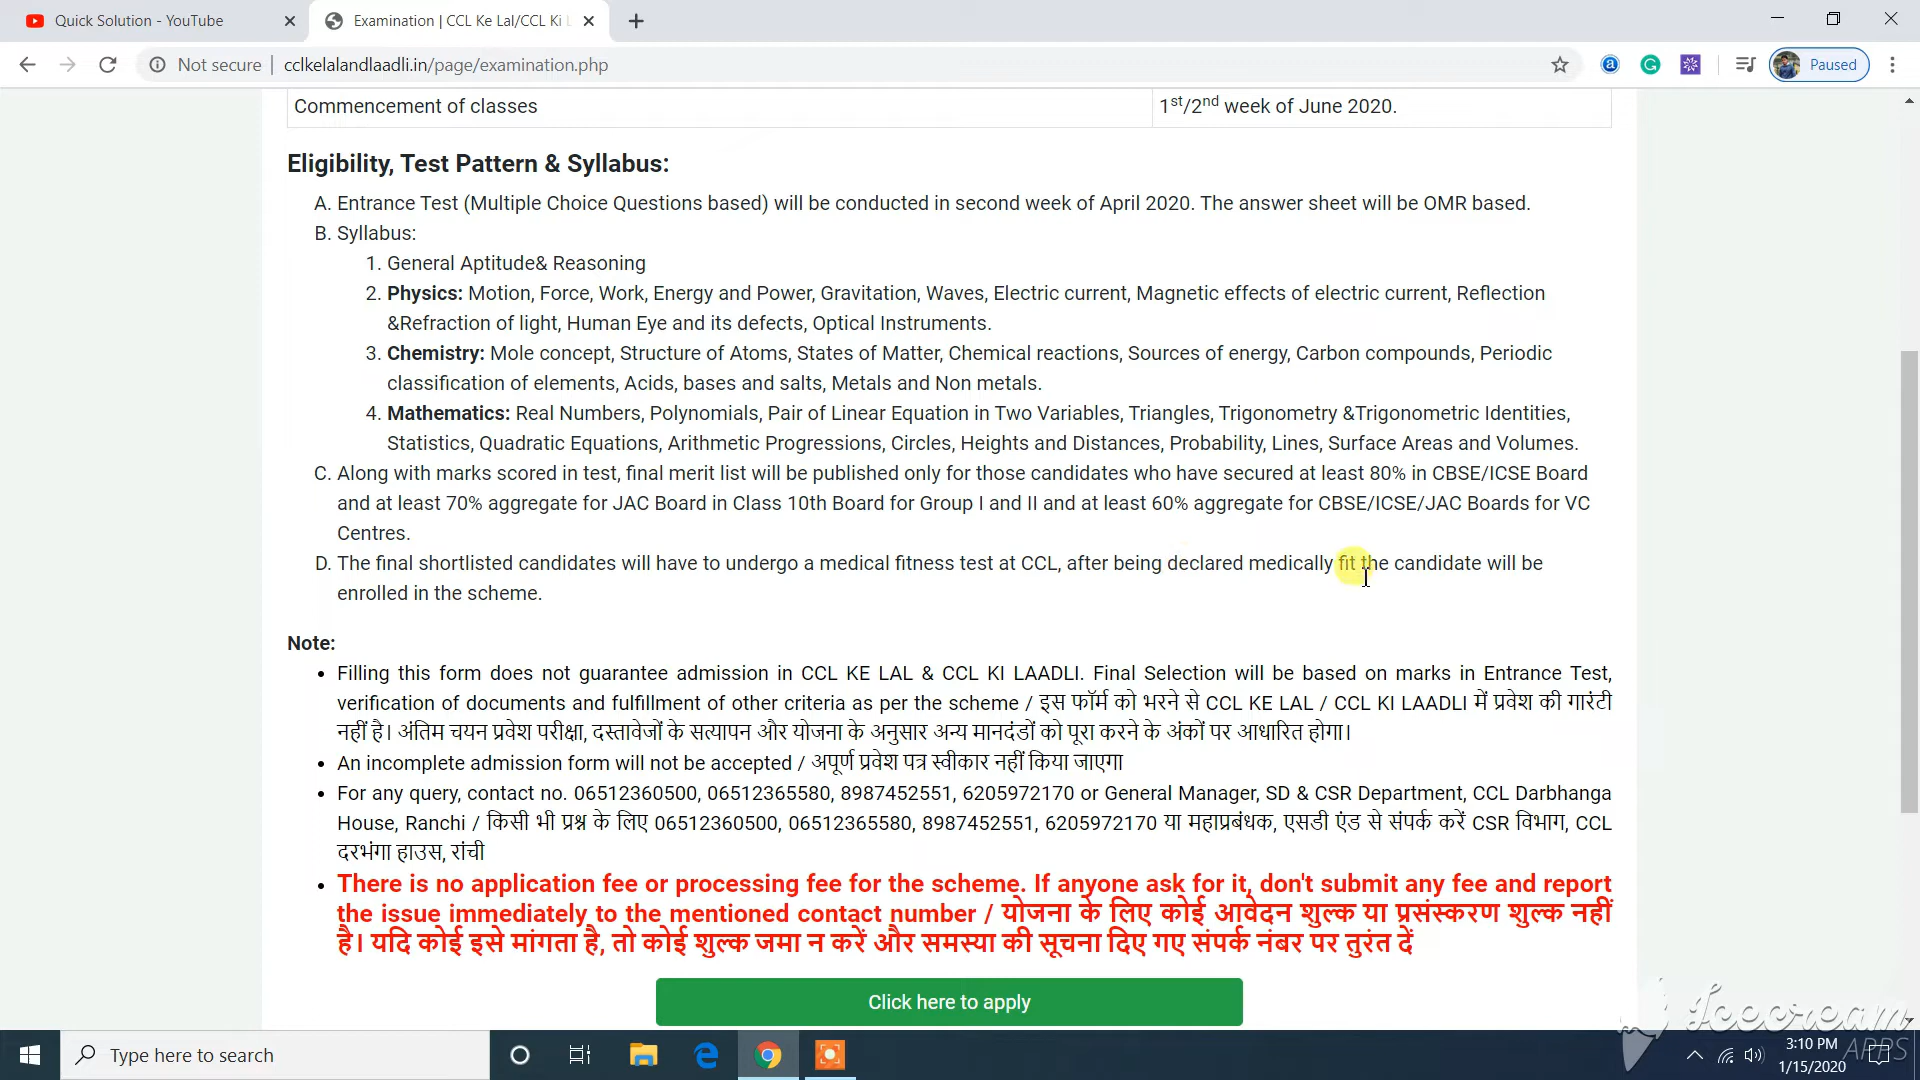 Quick Solution - YouTube
Examination | CCL Ke Lal/CCL Ki L
Not secure | cclkelalandlaadli.in/page/examination.php
Paused
Commencement of classes
1st/2nd week of June 2020.
Eligibility, Test Pattern & Syllabus:
A. Entrance Test (Multiple Choice Questions based) will be conducted in second week of April 2020. The answer sheet will be OMR based.
B. Syllabus:
1. General Aptitude& Reasoning
2. Physics: Motion, Force, Work, Energy and Power, Gravitation, Waves, Electric current, Magnetic effects of electric current, Reflection
&Refraction of light, Human Eye and its defects, Optical Instruments.
3. Chemistry: Mole concept, Structure of Atoms, States of Matter, Chemical reactions, Sources of energy, Carbon compounds, Periodic
classification of elements, Acids, bases and salts, Metals and Non metals.
4. Mathematics: Real Numbers, Polynomials, Pair of Linear Equation in Two Variables, Triangles, Trigonometry &Trigonometric Identities,
Statistics, Quadratic Equations, Arithmetic Progressions, Circles, Heights and Distances, Probability, Lines, Surface Areas and Volumes.
C. Along with marks scored in test, final merit list will be published only for those candidates who have secured at least 80% in CBSE/ICSE Board
and at least 70% aggregate for JAC Board in Class 10th Board for Group I and II and at least 60% aggregate for CBSE/ICSE/JAC Boards for VC
Centres.
D. The final shortlisted candidates will have to undergo a medical fitness test at CCL, after being declared medically fit the candidate will be
enrolled in the scheme.
Note:
• Filling this form does not guarantee admission in CCL KE LAL & CCL KI LAADLI. Final Selection will be based on marks in Entrance Test,
verification of documents and fulfillment of other criteria as per the scheme / इस फॉर्म को भरने से CCL KE LAL / CCL KI LAADLI में प्रवेश की गारंटी
नहीं है। अंतिम चयन प्रवेश परीक्षा, दस्तावेजों के सत्यापन और योजना के अनुसार अन्य मानदंडों को पूरा करने के अंकों पर आधारित होगा।
• An incomplete admission form will not be accepted / अपूर्ण प्रवेश पत्र स्वीकार नहीं किया जाएगा
• For any query, contact no. 06512360500, 06512365580, 8987452551, 6205972170 or General Manager, SD & CSR Department, CCL Darbhanga
House, Ranchi / किसी भी प्रश्न के लिए 06512360500, 06512365580, 8987452551, 6205972170 या महाप्रबंधक, एसडी एंड से संपर्क करें CSR विभाग, CCL
दरभंगा हाउस, रांची
• There is no application fee or processing fee for the scheme. If anyone ask for it, don't submit any fee and report
the issue immediately to the mentioned contact number / योजना के लिए कोई आवेदन शुल्क या प्रसंस्करण शुल्क नहीं
है। यदि कोई इसे मांगता है, तो कोई शुल्क जमा न करें और समस्या की सूचना दिए गए संपर्क नंबर पर तुरंत दें
Click here to apply
Icecream
APPS
Type here to search
3:10 PM
1/15/2020